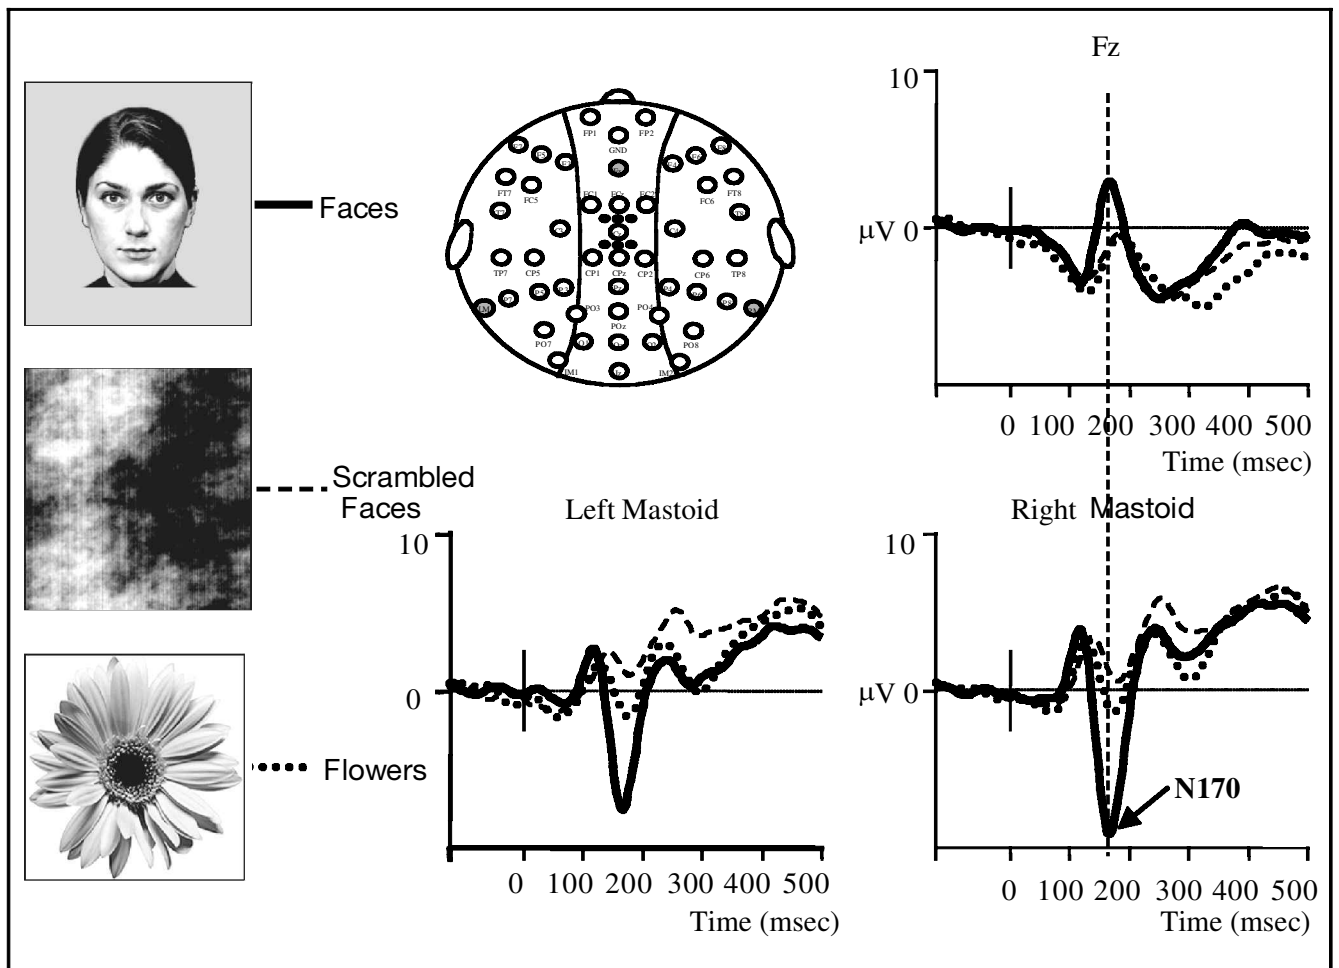 Fz
10
µV 0
0 100 200 300 400 500
Time (msec)
Faces
FP1 FP2
GND
FT7
FC5
FC1
FC2
FC6
FT8
TP7
CP5
CP1
CPz
CP2
CP6
TP8
PO3
PO4
POz
PO7
PO8
IM1
IM2
Scrambled
Faces
Left Mastoid
10
0
0 100 200 300 400 500
Time (msec)
Right Mastoid
10
µV 0
N170
0 100 200 300 400 500
Time (msec)
Flowers